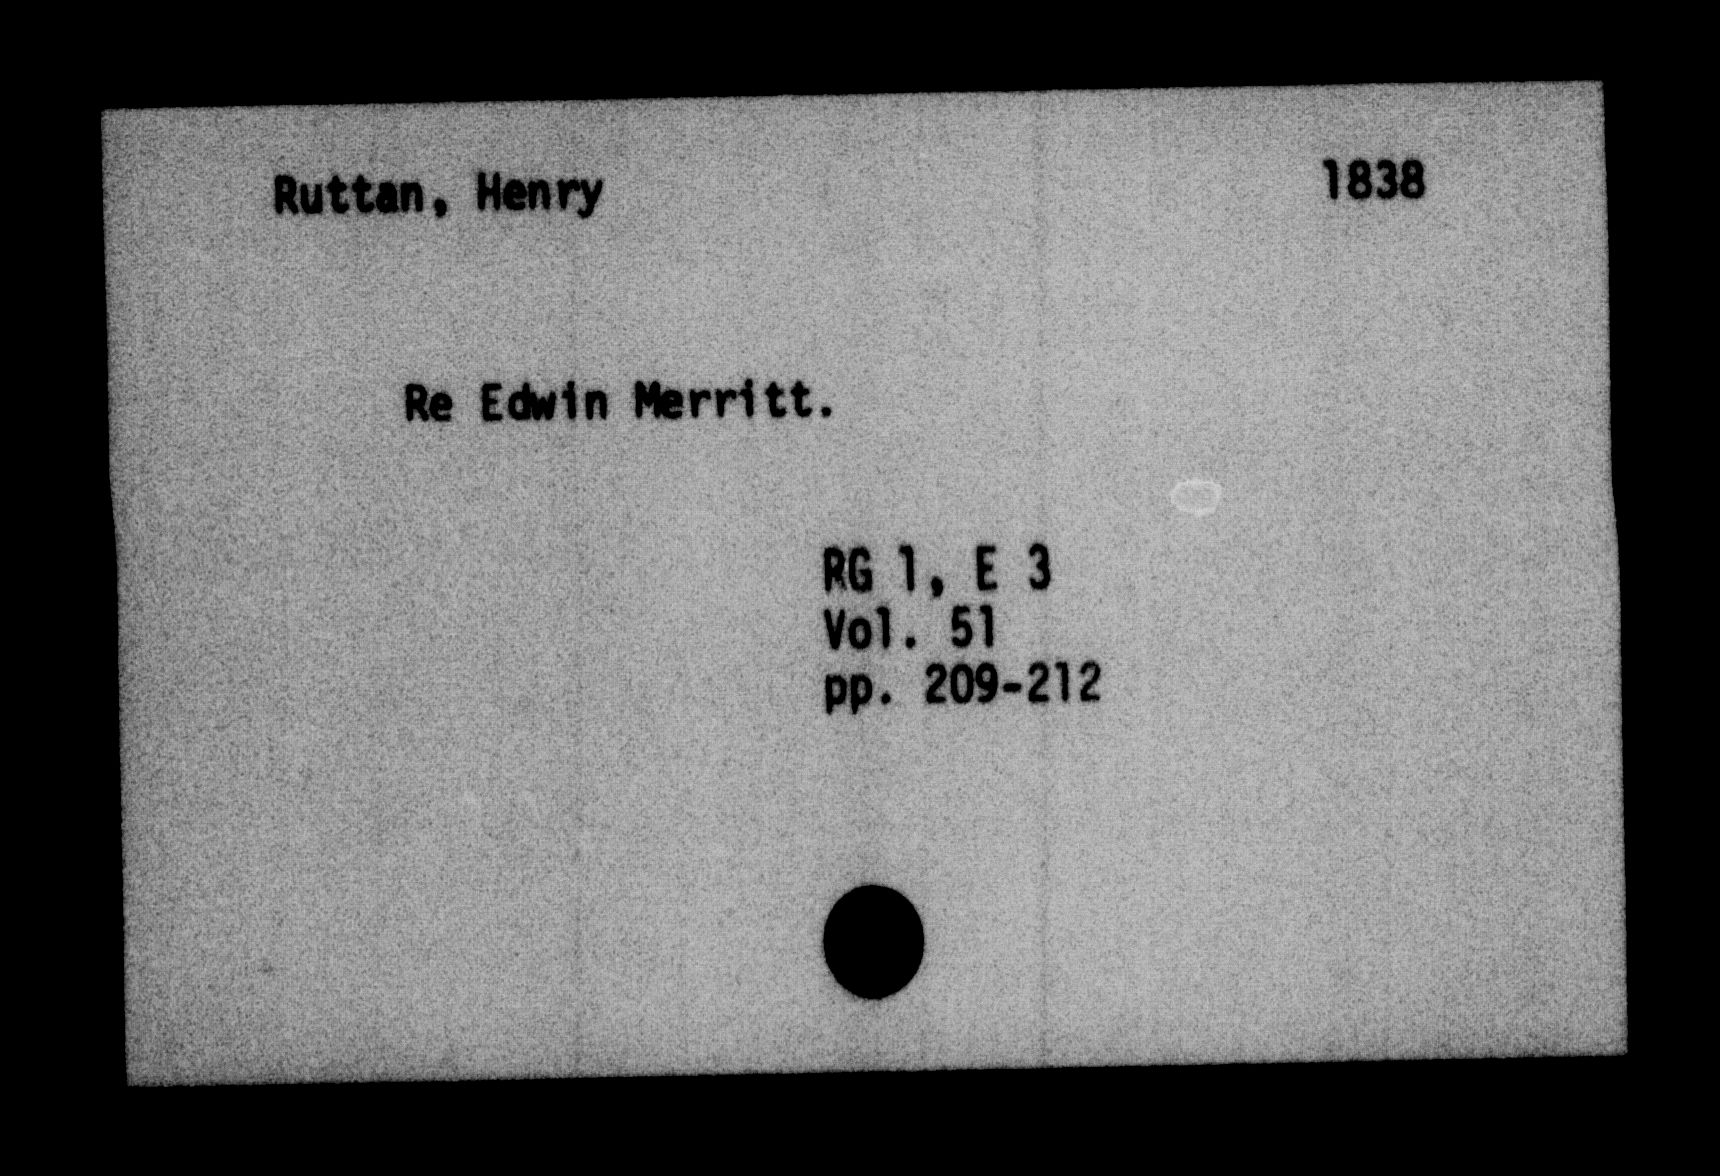 Ruttan, Henry 1838
Re Edwin Merritt.
RG 1, E 3
Vol. 51
pp. 209-212